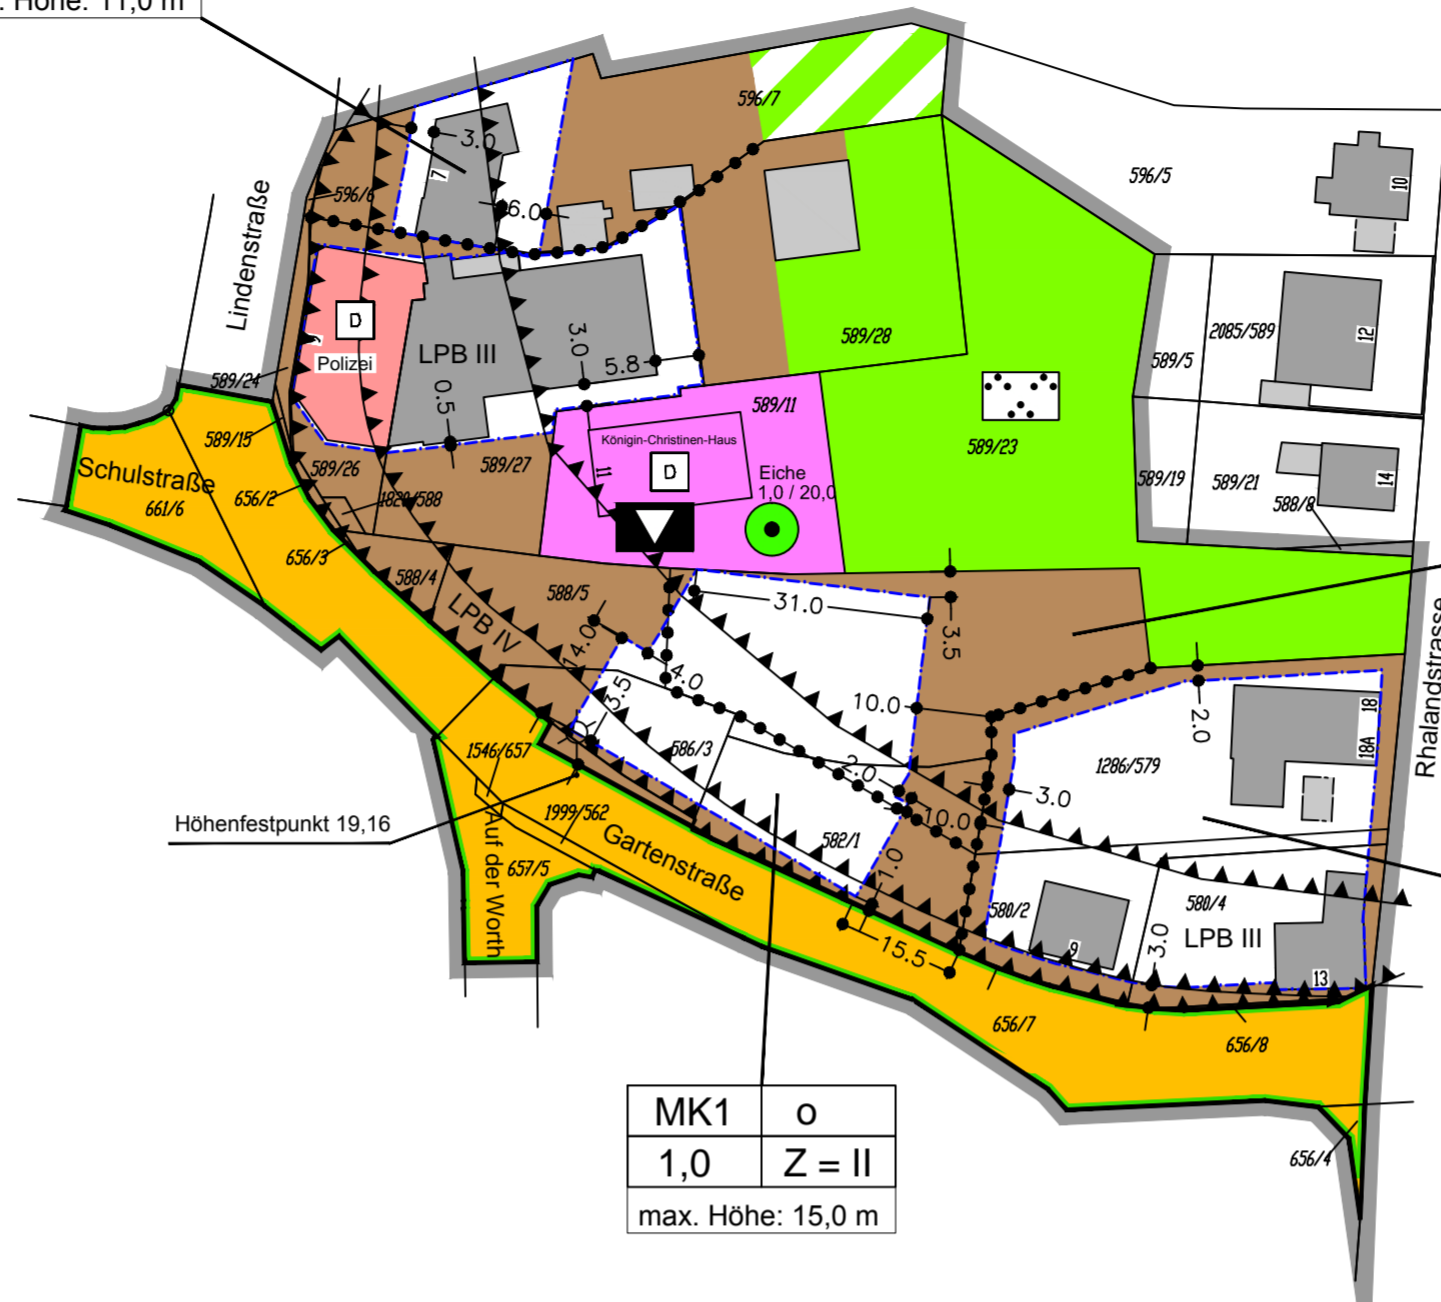 . Höhe: 11,0 m
596/7
596/5
10
3.0
7
596/6
6.0
Lindenstraße
D
Polizei
LPB III
3.0
5.8
0.5
589/28
2085/589
12
589/5
589/24
589/15
589/11
Königin-Christinen-Haus
D
11
Eiche
1,0 / 20,0
589/23
589/19
589/21
588/8
14
Schulstraße
661/6
656/2
589/26
589/27
656/3
588/4
LPB IV
588/5
14.0
31.0
3.5
4.0
3.5
10.0
2.0
Rhalandstrasse
18
18A
1286/579
3.0
2.0
10.0
586/3
582/1
1546/657
1999/562
Höhenfestpunkt 19,16
Auf der Worth
657/5
Gartenstraße
1.0
15.5
580/2
9
580/4
LPB III
3.0
13
656/7
656/8
656/4
MK1 o
1,0 Z = II
max. Höhe: 15,0 m